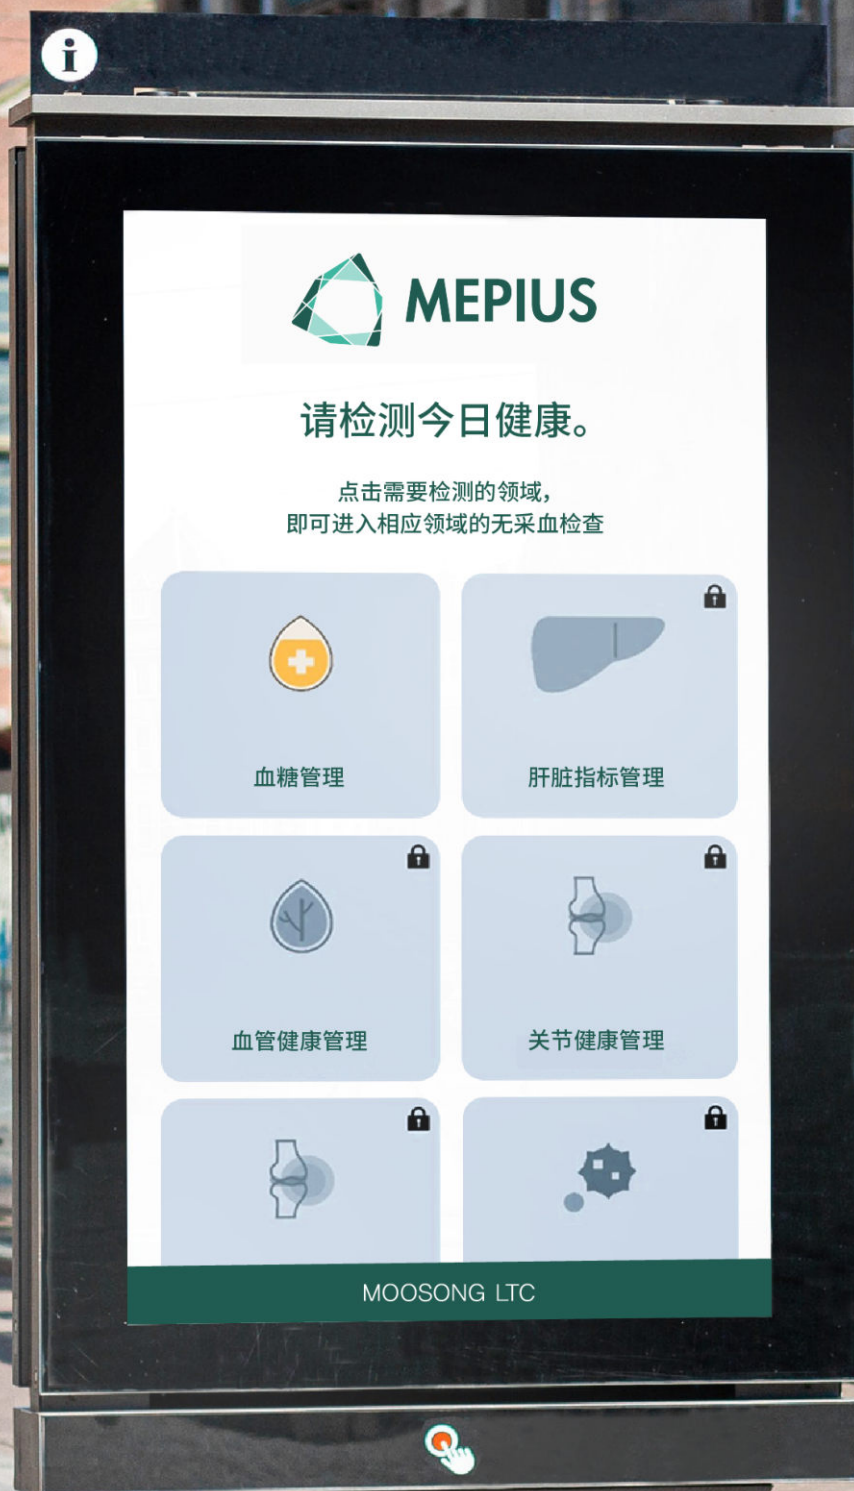 i
MEPIUS
请检测今日健康。
点击需要检测的领域，
即可进入相应领域的无采血检查
血糖管理
肝脏指标管理
血管健康管理
关节健康管理
MOOSONG LTC